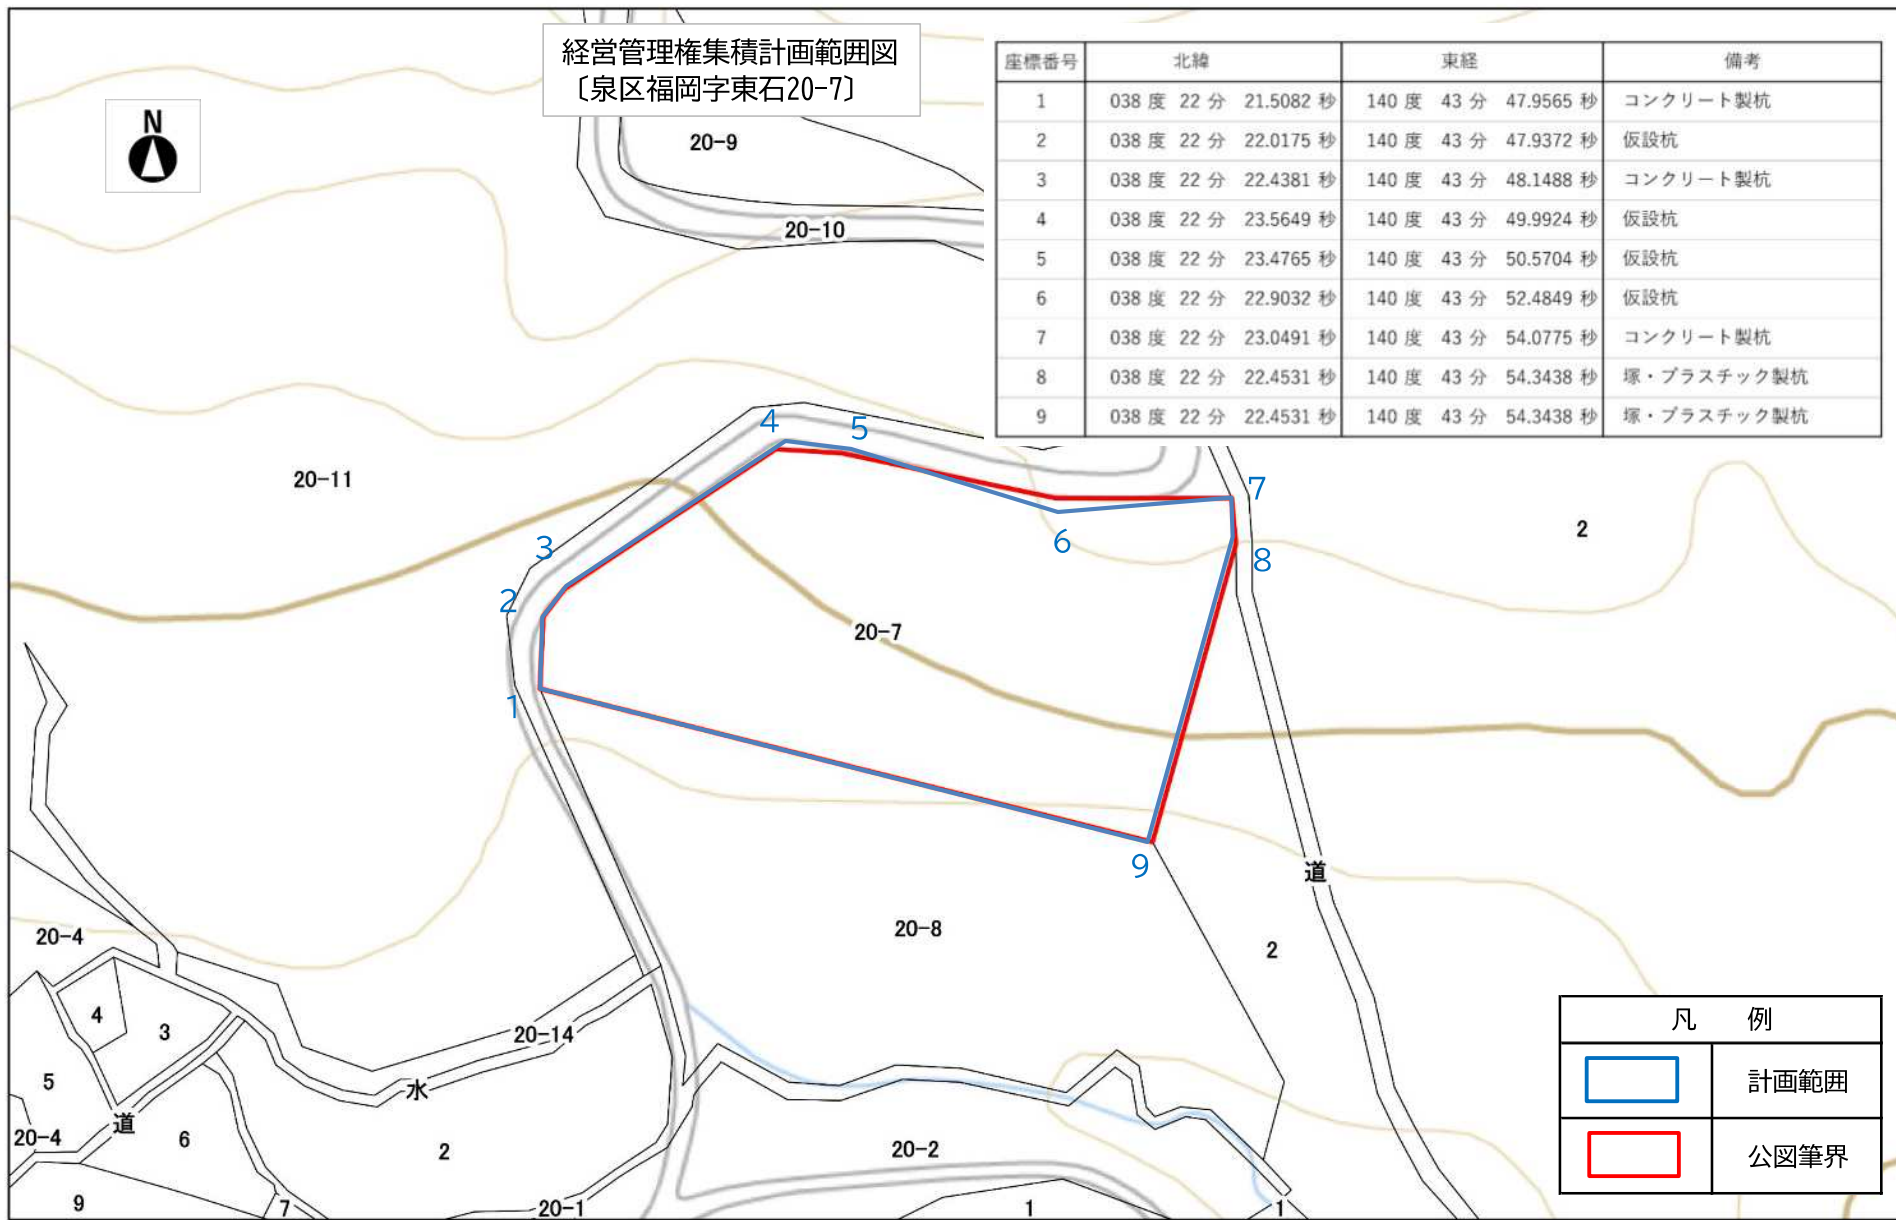 経営管理権集積計画範囲図
〔泉区福岡字東石20-7〕
N
座標番号 北緯 東経 備考
1 038 度 22 分 21.5082 秒 140 度 43 分 47.9565 秒 コンクリート製杭
2 038 度 22 分 22.0175 秒 140 度 43 分 47.9372 秒 仮設杭
3 038 度 22 分 22.4381 秒 140 度 43 分 48.1488 秒 コンクリート製杭
4 038 度 22 分 23.5649 秒 140 度 43 分 49.9924 秒 仮設杭
5 038 度 22 分 23.4765 秒 140 度 43 分 50.5704 秒 仮設杭
6 038 度 22 分 22.9032 秒 140 度 43 分 52.4849 秒 仮設杭
7 038 度 22 分 23.0491 秒 140 度 43 分 54.0775 秒 コンクリート製杭
8 038 度 22 分 22.4531 秒 140 度 43 分 54.3438 秒 塚・プラスチック製杭
9 038 度 22 分 22.4531 秒 140 度 43 分 54.3438 秒 塚・プラスチック製杭
20-9
20-10
4
5
20-11
7
2
6
3
8
2
20-7
1
9
道
20-8
20-4
2
4
3
20-14
5
水
道
20-4
6
2
20-2
9
7
20-1
1
1
凡 例
計画範囲
公図筆界